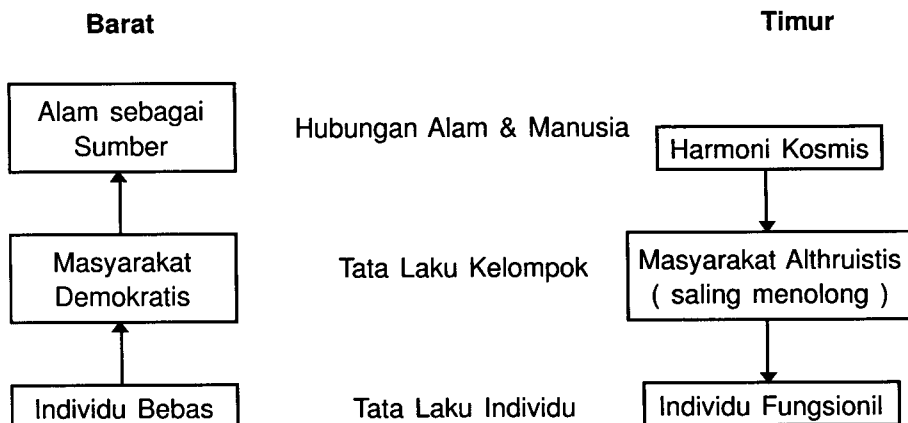 Barat
Timur
Alam sebagai
Sumber
Hubungan Alam & Manusia
Harmoni Kosmis
Masyarakat
Demokratis
Tata Laku Kelompok
Masyarakat Althruistis
( saling menolong )
Individu Bebas
Tata Laku Individu
Individu Fungsionil